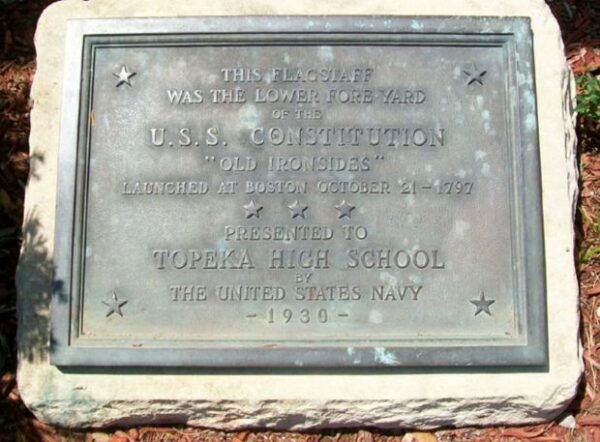 THIS FLAGSTAFF
WAS THE LOWER FORE YARD
OF THE
U.S.S. CONSTITUTION
"OLD IRONSIDES"
LAUNCHED AT BOSTON OCTOBER 21-1797
PRESENTED TO
TOPEKA HIGH SCHOOL
BY
THE UNITED STATES NAVY
-1930-